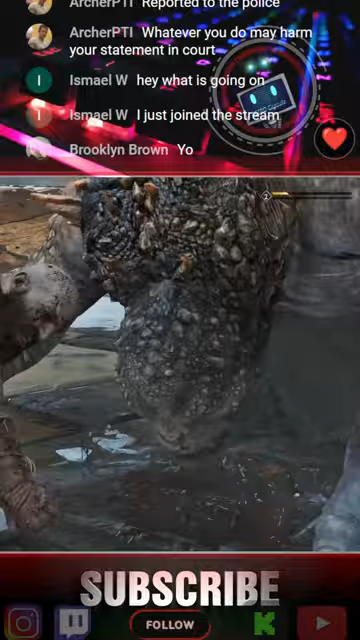 ArcherPTI Reported to the police
ArcherPTI Whatever you do may harm
your statement in court
I Ismael W hey what is going on
I Ismael W I just joined the stream
Brooklyn Brown Yo
SUBSCRIBE
FOLLOW